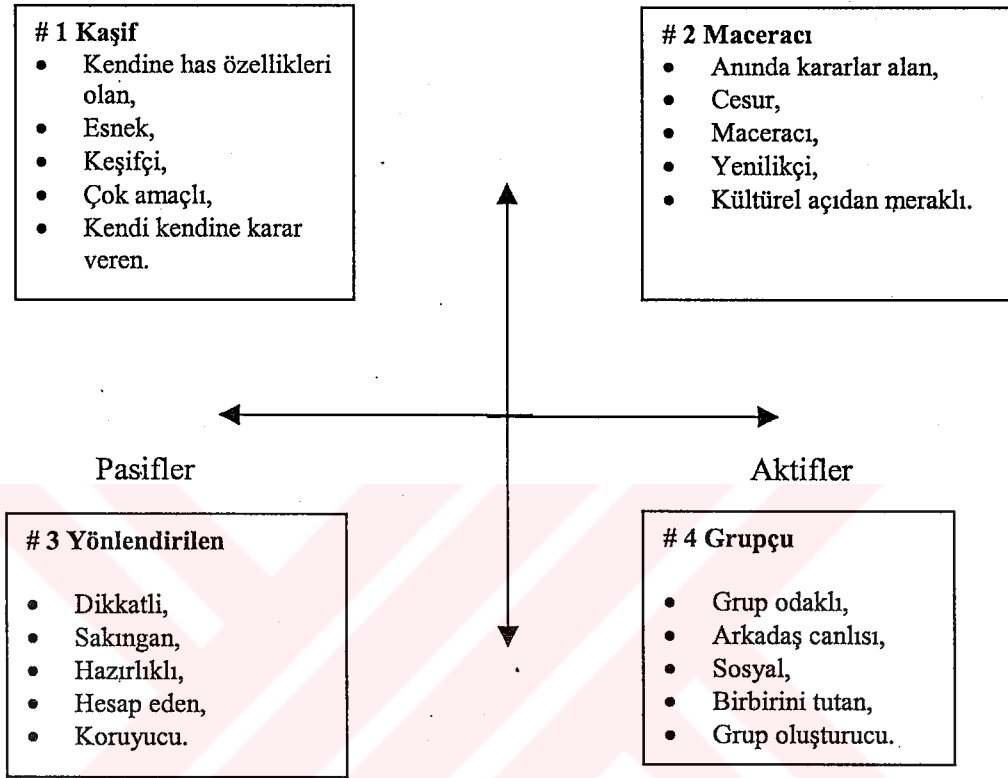 # 1 Kaşif
• Kendine has özellikleri
olan,
• Esnek,
• Keşifçi,
• Çok amaçlı,
• Kendi kendine karar
veren.
# 2 Maceracı
• Anında kararlar alan,
• Cesur,
• Maceracı,
• Yenilikçi,
• Kültürel açıdan meraklı.
Pasifler
Aktifler
# 3 Yönlendirilen
• Dikkatli,
• Sakıngan,
• Hazırlıklı,
• Hesap eden,
• Koruyucu.
# 4 Grupçu
• Grup odaklı,
• Arkadaş canlısı,
• Sosyal,
• Birbirini tutan,
• Grup oluşturucu.